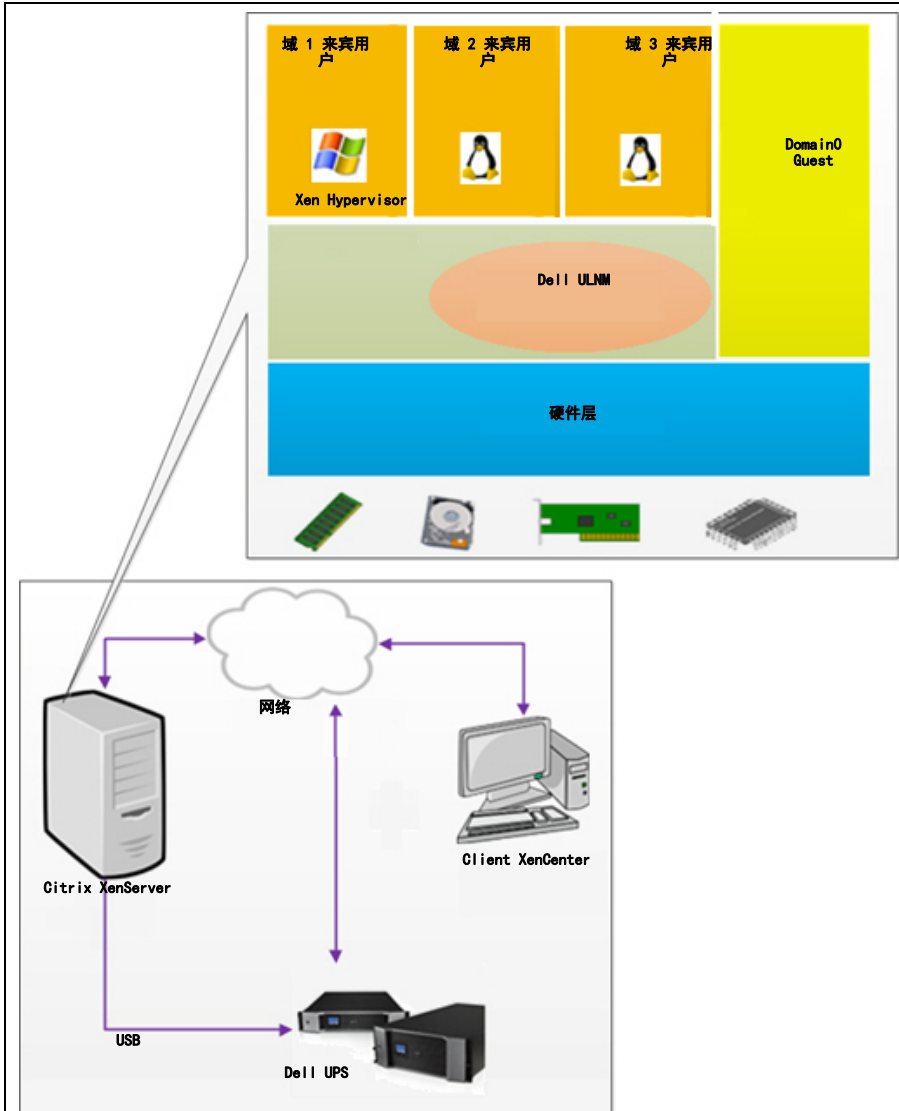 域 1 来宾用
户
域 2 来宾用
户
域 3 来宾用
户
Domain0
Guest
Xen Hypervisor
Dell ULNM
硬件层
网络
Client XenCenter
Citrix XenServer
USB
Dell UPS